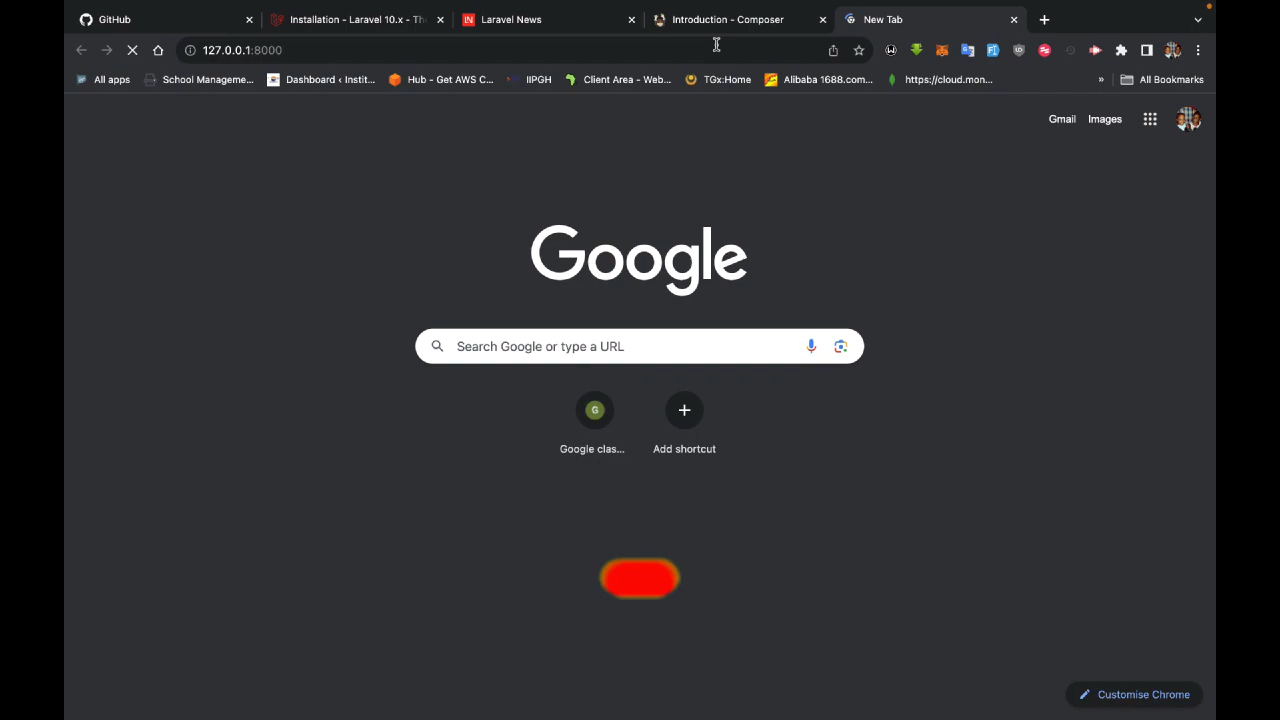 GitHub
Installation - Laravel 10.x - The
Laravel News
Introduction - Composer
New Tab
127.0.0.1:8000
All apps
School Manageme...
Dashboard ‹ Instit...
Hub - Get AWS C...
IIPGH
Client Area - Web...
TGx:Home
Alibaba 1688.com...
https://cloud.mon...
»
All Bookmarks
Gmail
Images
Google
Search Google or type a URL
G
Google clas...
Add shortcut
Customise Chrome